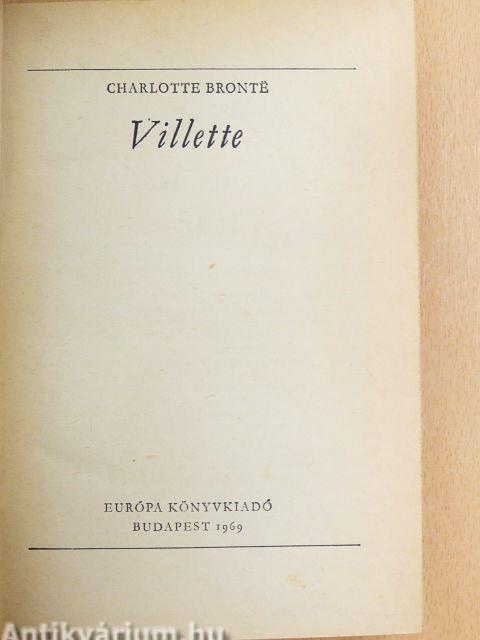 CHARLOTTE BRONTË
Villette
EURÓPA KÖNYVKIADÓ
BUDAPEST 1969
Antikvárium.hu